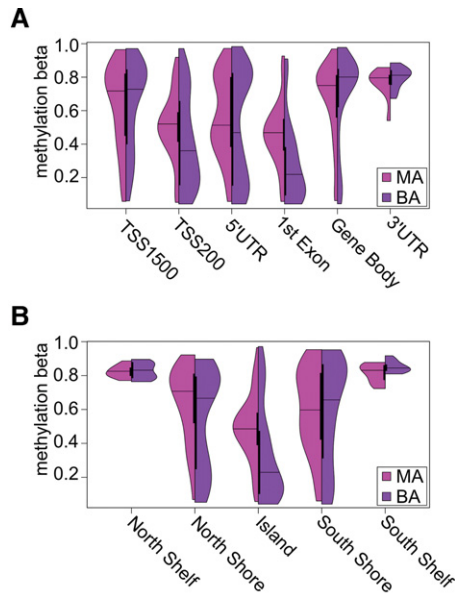 A
methylation beta
1.0
0.8
0.6
0.4
0.2
MA
BA
TSS1500
TSS200
5'UTR
1st Exon
Gene Body
3'UTR
B
methylation beta
1.0
0.8
0.6
0.4
0.2
MA
BA
North Shelf
North Shore
Island
South Shore
South Shelf